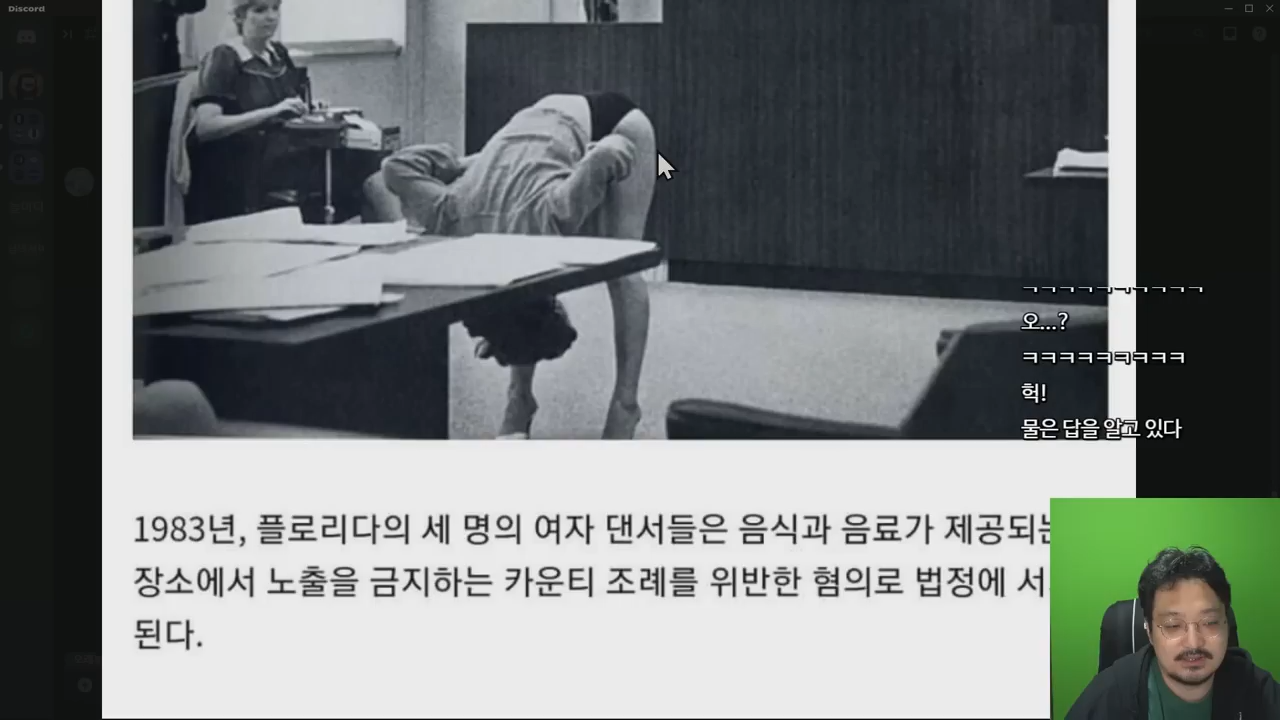 Discord
ㅋㅋㅋㅋㅋㅋㅋㅋㅋㅋ
오...?
ㅋㅋㅋㅋㅋㅋㅋㅋㅋ
헉!
물은 답을 알고 있다
1983년, 플로리다의 세 명의 여자 댄서들은 음식과 음료가 제공되는
장소에서 노출을 금지하는 카운티 조례를 위반한 혐의로 법정에 서
된다.